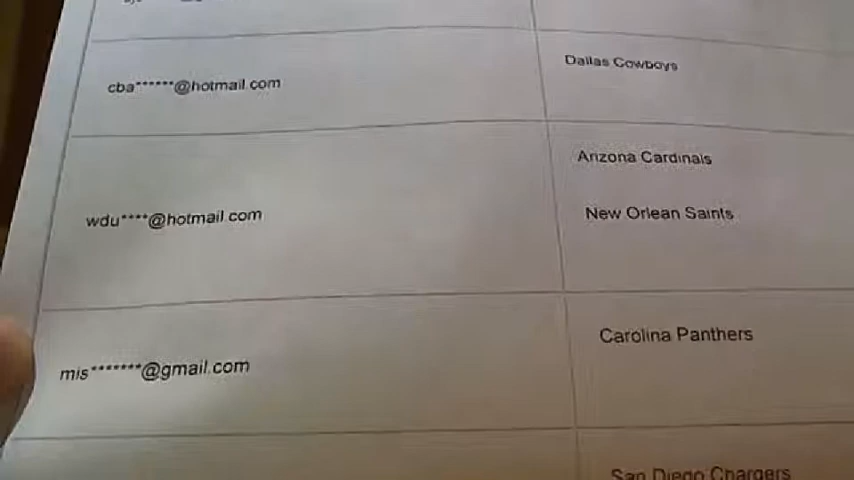 cba******@hotmail.com
Dallas Cowboys
wdu****@hotmail.com
Arizona Cardinals
New Orlean Saints
mis*******@gmail.com
Carolina Panthers
San Diego Chargers